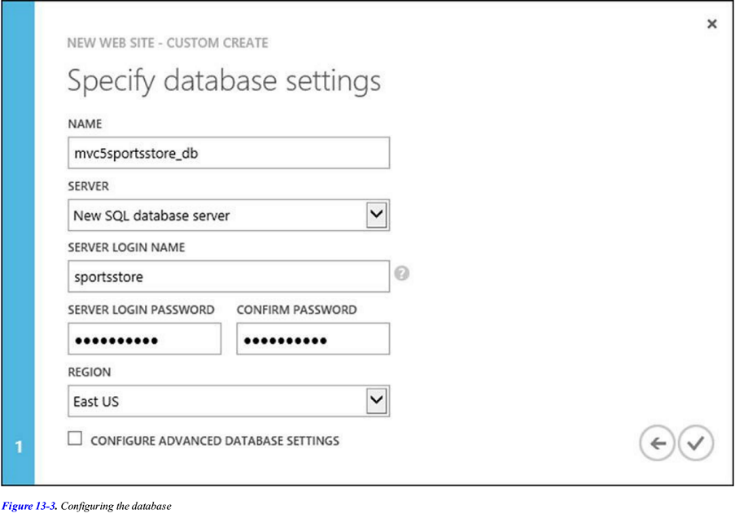 NEW WEB SITE - CUSTOM CREATE
Specify database settings
NAME
mvc5sportsstore_db
SERVER
New SQL database server
SERVER LOGIN NAME
sportsstore
?
SERVER LOGIN PASSWORD CONFIRM PASSWORD
●●●●●●●●●● ●●●●●●●●●●
REGION
East US
CONFIGURE ADVANCED DATABASE SETTINGS
1
Figure 13-3. Configuring the database